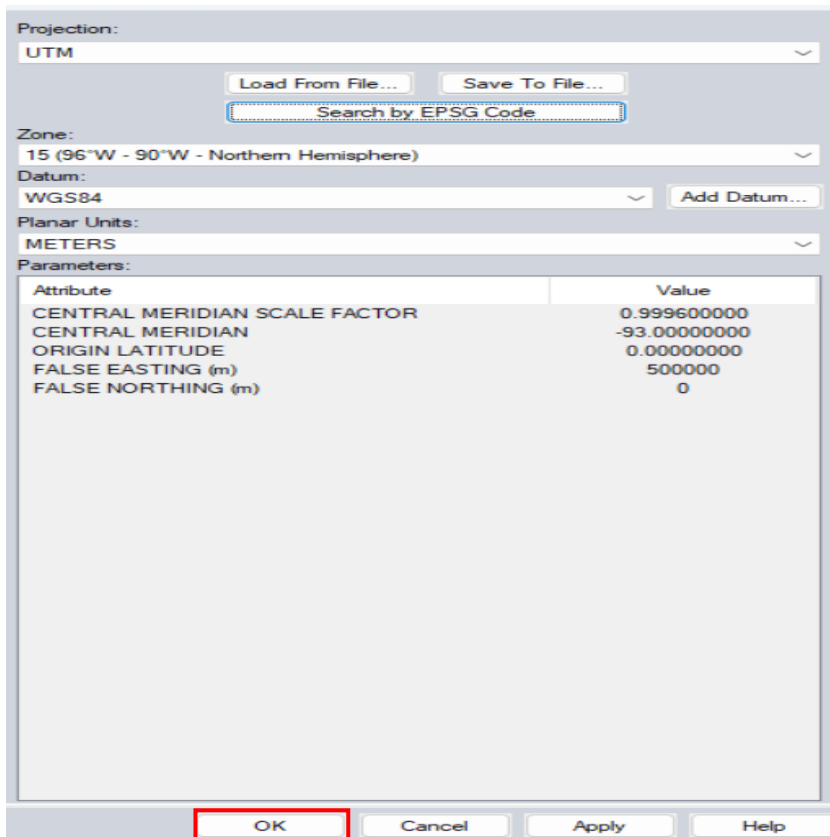 Projection:
UTM
Load From File... Save To File...
Search by EPSG Code
Zone:
15 (96°W - 90°W - Northern Hemisphere)
Datum:
WGS84 Add Datum...
Planar Units:
METERS
Parameters:
Attribute Value
CENTRAL MERIDIAN SCALE FACTOR 0.999600000
CENTRAL MERIDIAN -93.00000000
ORIGIN LATITUDE 0.00000000
FALSE EASTING (m) 500000
FALSE NORTHING (m) 0
OK Cancel Apply Help